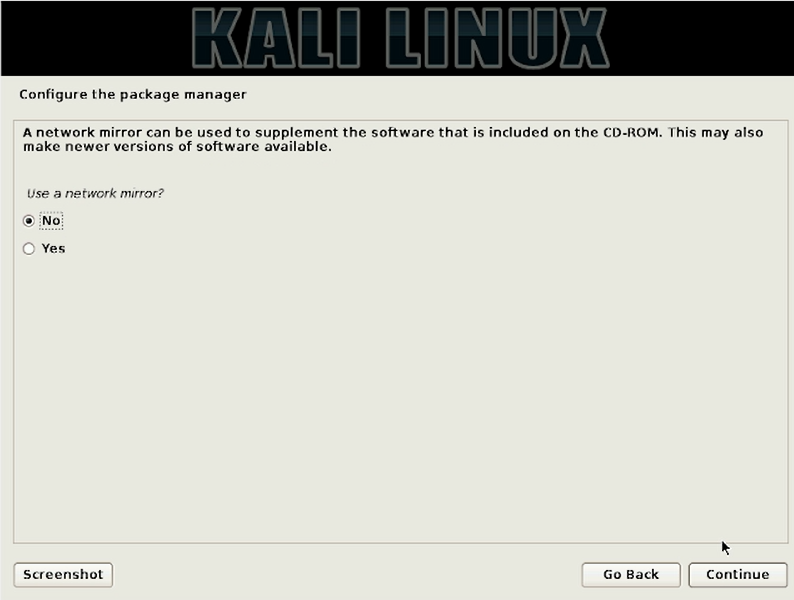 KALI LINUX
Configure the package manager
A network mirror can be used to supplement the software that is included on the CD-ROM. This may also
make newer versions of software available.
Use a network mirror?
No
Yes
Screenshot
Go Back
Continue